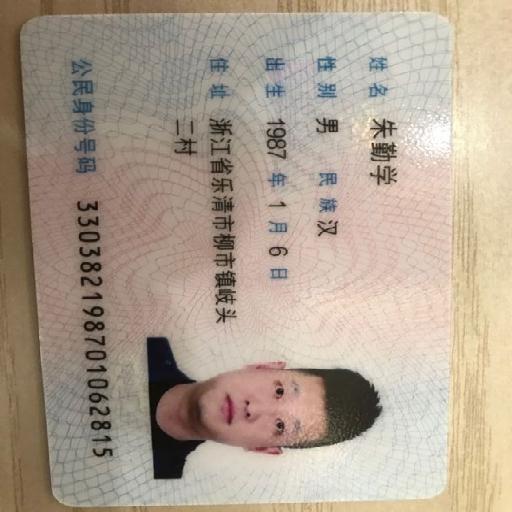 姓名 朱勤学
性别 男 民族 汉
出生 1987 年 1 月 6 日
住址 浙江省乐清市柳市镇岐头
二村
公民身份号码 330382198701062815